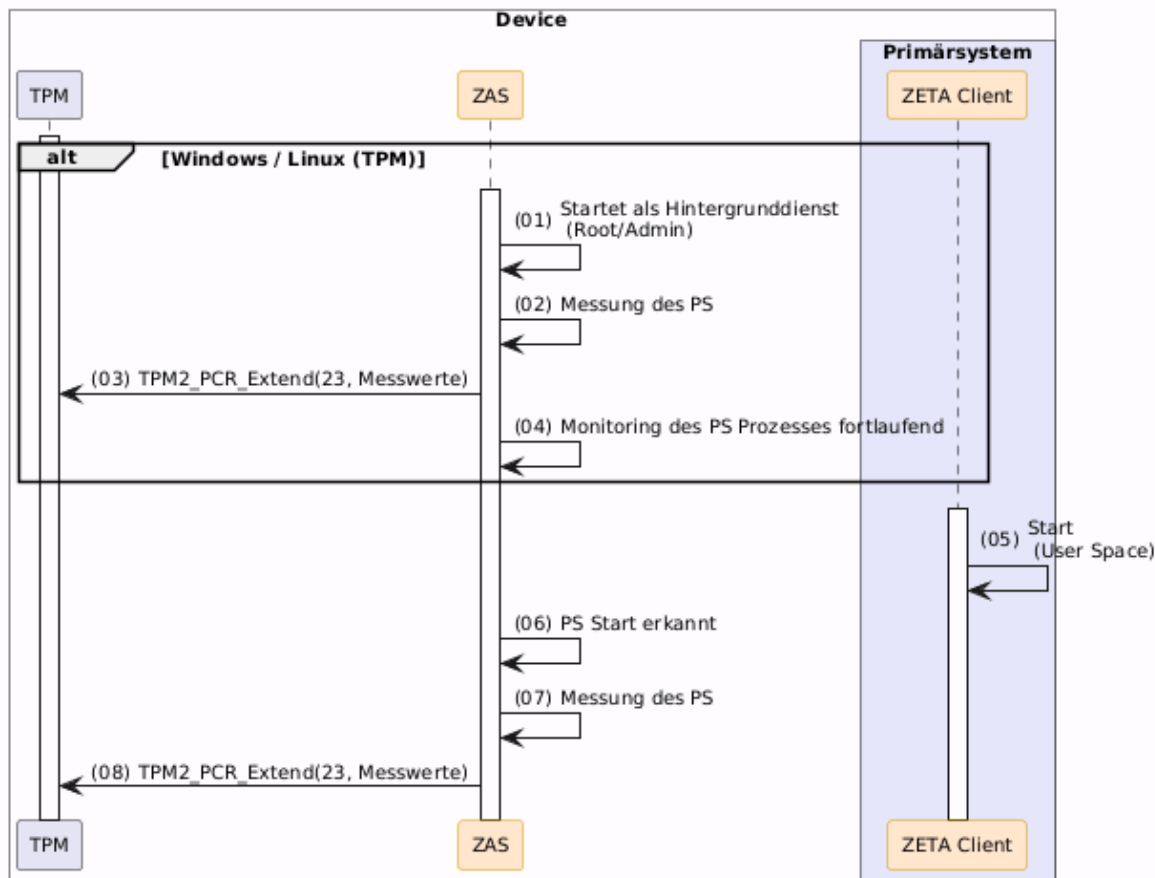 Device
Primärsystem
TPM
ZAS
ZETA Client
alt
[Windows / Linux (TPM)]
(01) Startet als Hintergrunddienst
(Root/Admin)
(02) Messung des PS
(03) TPM2_PCR_Extend(23, Messwerte)
(04) Monitoring des PS Prozesses fortlaufend
(05) Start
(User Space)
(06) PS Start erkannt
(07) Messung des PS
(08) TPM2_PCR_Extend(23, Messwerte)
TPM
ZAS
ZETA Client